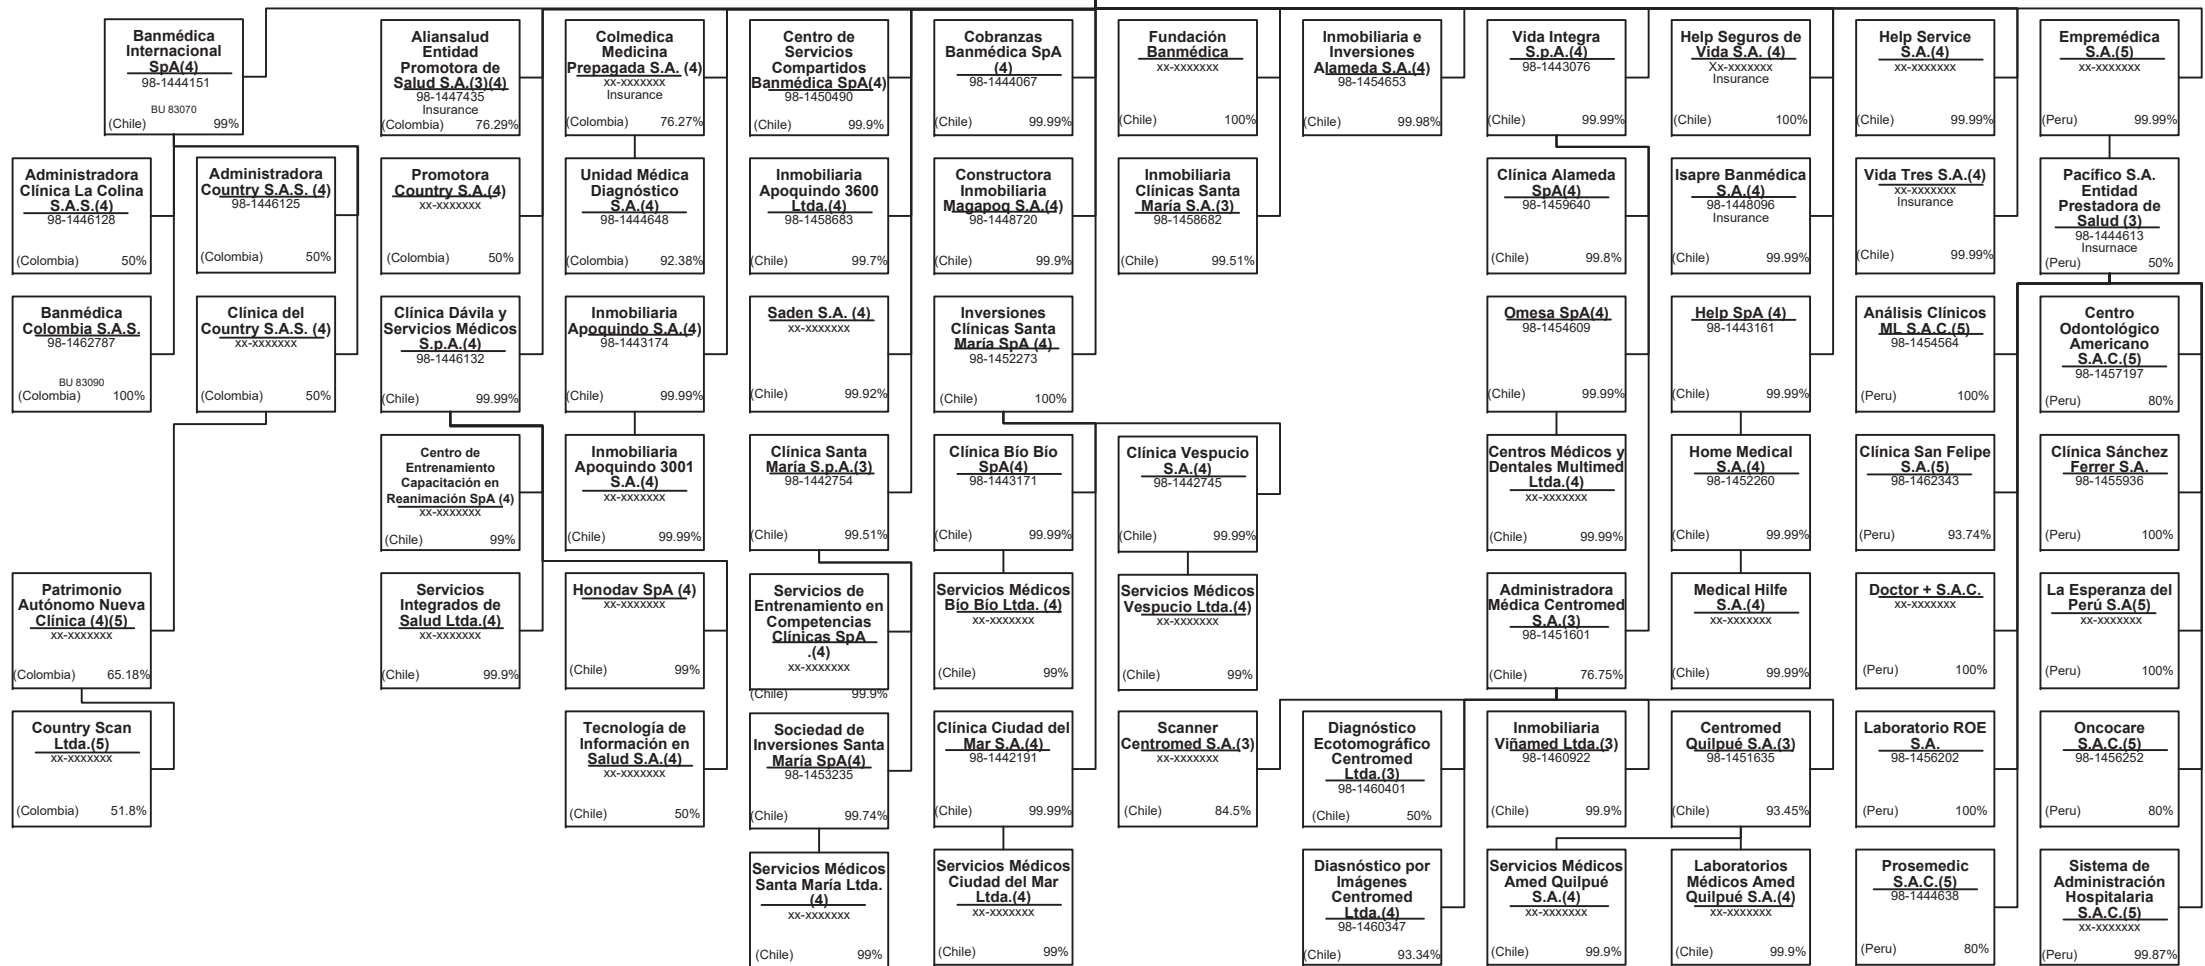 Banmédica
Internacional
SpA(4)
98-1444151
BU 83070
(Chile) 99%
Aliansalud
Entidad
Promotora de
Salud S.A.(3)(4)
98-1447435
Insurance
(Colombia) 76.29%
Colmedica
Medicina
Prepagada S.A. (4)
xx-xxxxxxx
Insurance
(Colombia) 76.27%
Centro de
Servicios
Compartidos
Banmédica SpA(4)
98-1450490
(Chile) 99.9%
Cobranzas
Banmédica SpA
(4)
98-1444067
(Chile) 99.99%
Fundación
Banmédica
xx-xxxxxxx
(Chile) 100%
Inmobiliaria e
Inversiones
Alameda S.A.(4)
98-1454653
(Chile) 99.98%
Vida Integra
S.p.A.(4)
98-1443076
(Chile) 99.99%
Help Seguros de
Vida S.A. (4)
Xx-xxxxxxx
Insurance
(Chile) 100%
Help Service
S.A.(4)
xx-xxxxxxx
(Chile) 99.99%
Empremédica
S.A.(5)
xx-xxxxxxx
(Peru) 99.99%
Administradora
Clínica La Colina
S.A.S.(4)
98-1446128
(Colombia) 50%
Administradora
Country S.A.S. (4)
98-1446125
(Colombia) 50%
Promotora
Country S.A.(4)
xx-xxxxxxx
(Colombia) 50%
Unidad Médica
Diagnóstico
S.A.(4)
98-1444648
(Colombia) 92.38%
Inmobiliaria
Apoquindo 3600
Ltda.(4)
98-1458683
(Chile) 99.7%
Constructora
Inmobiliaria
Magapoq S.A.(4)
98-1448720
(Chile) 99.9%
Inmobiliaria
Clínicas Santa
María S.A.(3)
98-1458682
(Chile) 99.51%
Clínica Alameda
SpA(4)
98-1459640
(Chile) 99.8%
Isapre Banmédica
S.A.(4)
98-1448096
Insurance
(Chile) 99.99%
Vida Tres S.A.(4)
xx-xxxxxxx
Insurance
(Chile) 99.99%
Pacífico S.A.
Entidad
Prestadora de
Salud (3)
98-1444613
Insurnace
(Peru) 50%
Banmédica
Colombia S.A.S.
98-1462787
BU 83090
(Colombia) 100%
Clínica del
Country S.A.S. (4)
xx-xxxxxxx
(Colombia) 50%
Clínica Dávila y
Servicios Médicos
S.p.A.(4)
98-1446132
(Chile) 99.99%
Inmobiliaria
Apoquindo S.A.(4)
98-1443174
(Chile) 99.99%
Saden S.A. (4)
xx-xxxxxxx
(Chile) 99.92%
Inversiones
Clínicas Santa
María SpA (4)
98-1452273
(Chile) 100%
Omesa SpA(4)
98-1454609
(Chile) 99.99%
Help SpA (4)
98-1443161
(Chile) 99.99%
Análisis Clínicos
ML S.A.C.(5)
98-1454564
(Peru) 100%
Centro
Odontológico
Americano
S.A.C.(5)
98-1457197
(Peru) 80%
Centro de
Entrenamiento
Capacitación en
Reanimación SpA (4)
xx-xxxxxxx
(Chile) 99%
Inmobiliaria
Apoquindo 3001
S.A.(4)
xx-xxxxxxx
(Chile) 99.99%
Clínica Santa
María S.p.A.(3)
98-1442754
(Chile) 99.51%
Clínica Bío Bío
SpA(4)
98-1443171
(Chile) 99.99%
Clínica Vespucio
S.A.(4)
98-1442745
(Chile) 99.99%
Centros Médicos y
Dentales Multimed
Ltda.(4)
xx-xxxxxxx
(Chile) 99.99%
Home Medical
S.A.(4)
98-1452260
(Chile) 99.99%
Clínica San Felipe
S.A.(5)
98-1462343
(Peru) 93.74%
Clínica Sánchez
Ferrer S.A.
98-1455936
(Peru) 100%
Patrimonio
Autónomo Nueva
Clínica (4)(5)
xx-xxxxxxx
(Colombia) 65.18%
Servicios
Integrados de
Salud Ltda.(4)
xx-xxxxxxx
(Chile) 99.9%
Honodav SpA (4)
xx-xxxxxxx
(Chile) 99%
Servicios de
Entrenamiento en
Competencias
Clínicas SpA
.(4)
xx-xxxxxxx
(Chile) 99.9%
Servicios Médicos
Bío Bío Ltda. (4)
xx-xxxxxxx
(Chile) 99%
Servicios Médicos
Vespucio Ltda.(4)
xx-xxxxxxx
(Chile) 99%
Administradora
Médica Centromed
S.A.(3)
98-1451601
(Chile) 76.75%
Medical Hilfe
S.A.(4)
xx-xxxxxxx
(Chile) 99.99%
Doctor + S.A.C.
xx-xxxxxxx
(Peru) 100%
La Esperanza del
Perú S.A(5)
xx-xxxxxxx
(Peru) 100%
Country Scan
Ltda.(5)
xx-xxxxxxx
(Colombia) 51.8%
Tecnología de
Información en
Salud S.A.(4)
xx-xxxxxxx
(Chile) 50%
Sociedad de
Inversiones Santa
María SpA(4)
98-1453235
(Chile) 99.74%
Clínica Ciudad del
Mar S.A.(4)
98-1442191
(Chile) 99.99%
Scanner
Centromed S.A.(3)
xx-xxxxxxx
(Chile) 84.5%
Diagnóstico
Ecotomográfico
Centromed
Ltda.(3)
98-1460401
(Chile) 50%
Inmobiliaria
Viñamed Ltda.(3)
98-1460922
(Chile) 99.9%
Centromed
Quilpué S.A.(3)
98-1451635
(Chile) 93.45%
Laboratorio ROE
S.A.
98-1456202
(Peru) 100%
Oncocare
S.A.C.(5)
98-1456252
(Peru) 80%
Servicios Médicos
Santa María Ltda.
(4)
xx-xxxxxxx
(Chile) 99%
Servicios Médicos
Ciudad del Mar
Ltda.(4)
xx-xxxxxxx
(Chile) 99%
Diasnóstico por
Imágenes
Centromed
Ltda.(4)
98-1460347
(Chile) 93.34%
Servicios Médicos
Amed Quilpué
S.A.(4)
xx-xxxxxxx
(Chile) 99.9%
Laboratorios
Médicos Amed
Quilpué S.A.(4)
xx-xxxxxxx
(Chile) 99.9%
Prosemedic
S.A.C.(5)
98-1444638
(Peru) 80%
Sistema de
Administración
Hospitalaria
S.A.C.(5)
xx-xxxxxxx
(Peru) 99.87%